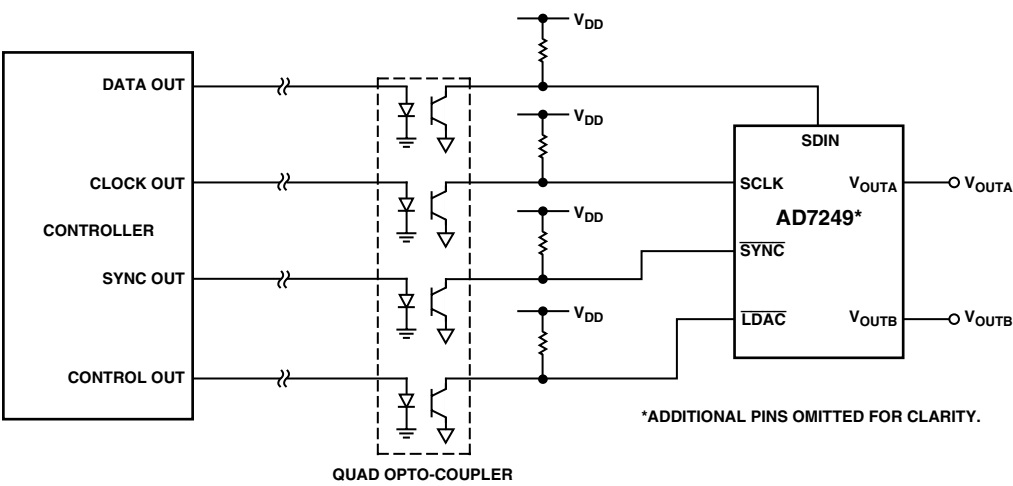 V_DD
DATA OUT
SDIN
V_DD
CLOCK OUT
SCLK
V_OUTA
V_OUTA
CONTROLLER
V_DD
AD7249*
SYNC
SYNC OUT
V_DD
LDAC
V_OUTB
V_OUTB
CONTROL OUT
*ADDITIONAL PINS OMITTED FOR CLARITY.
QUAD OPTO-COUPLER